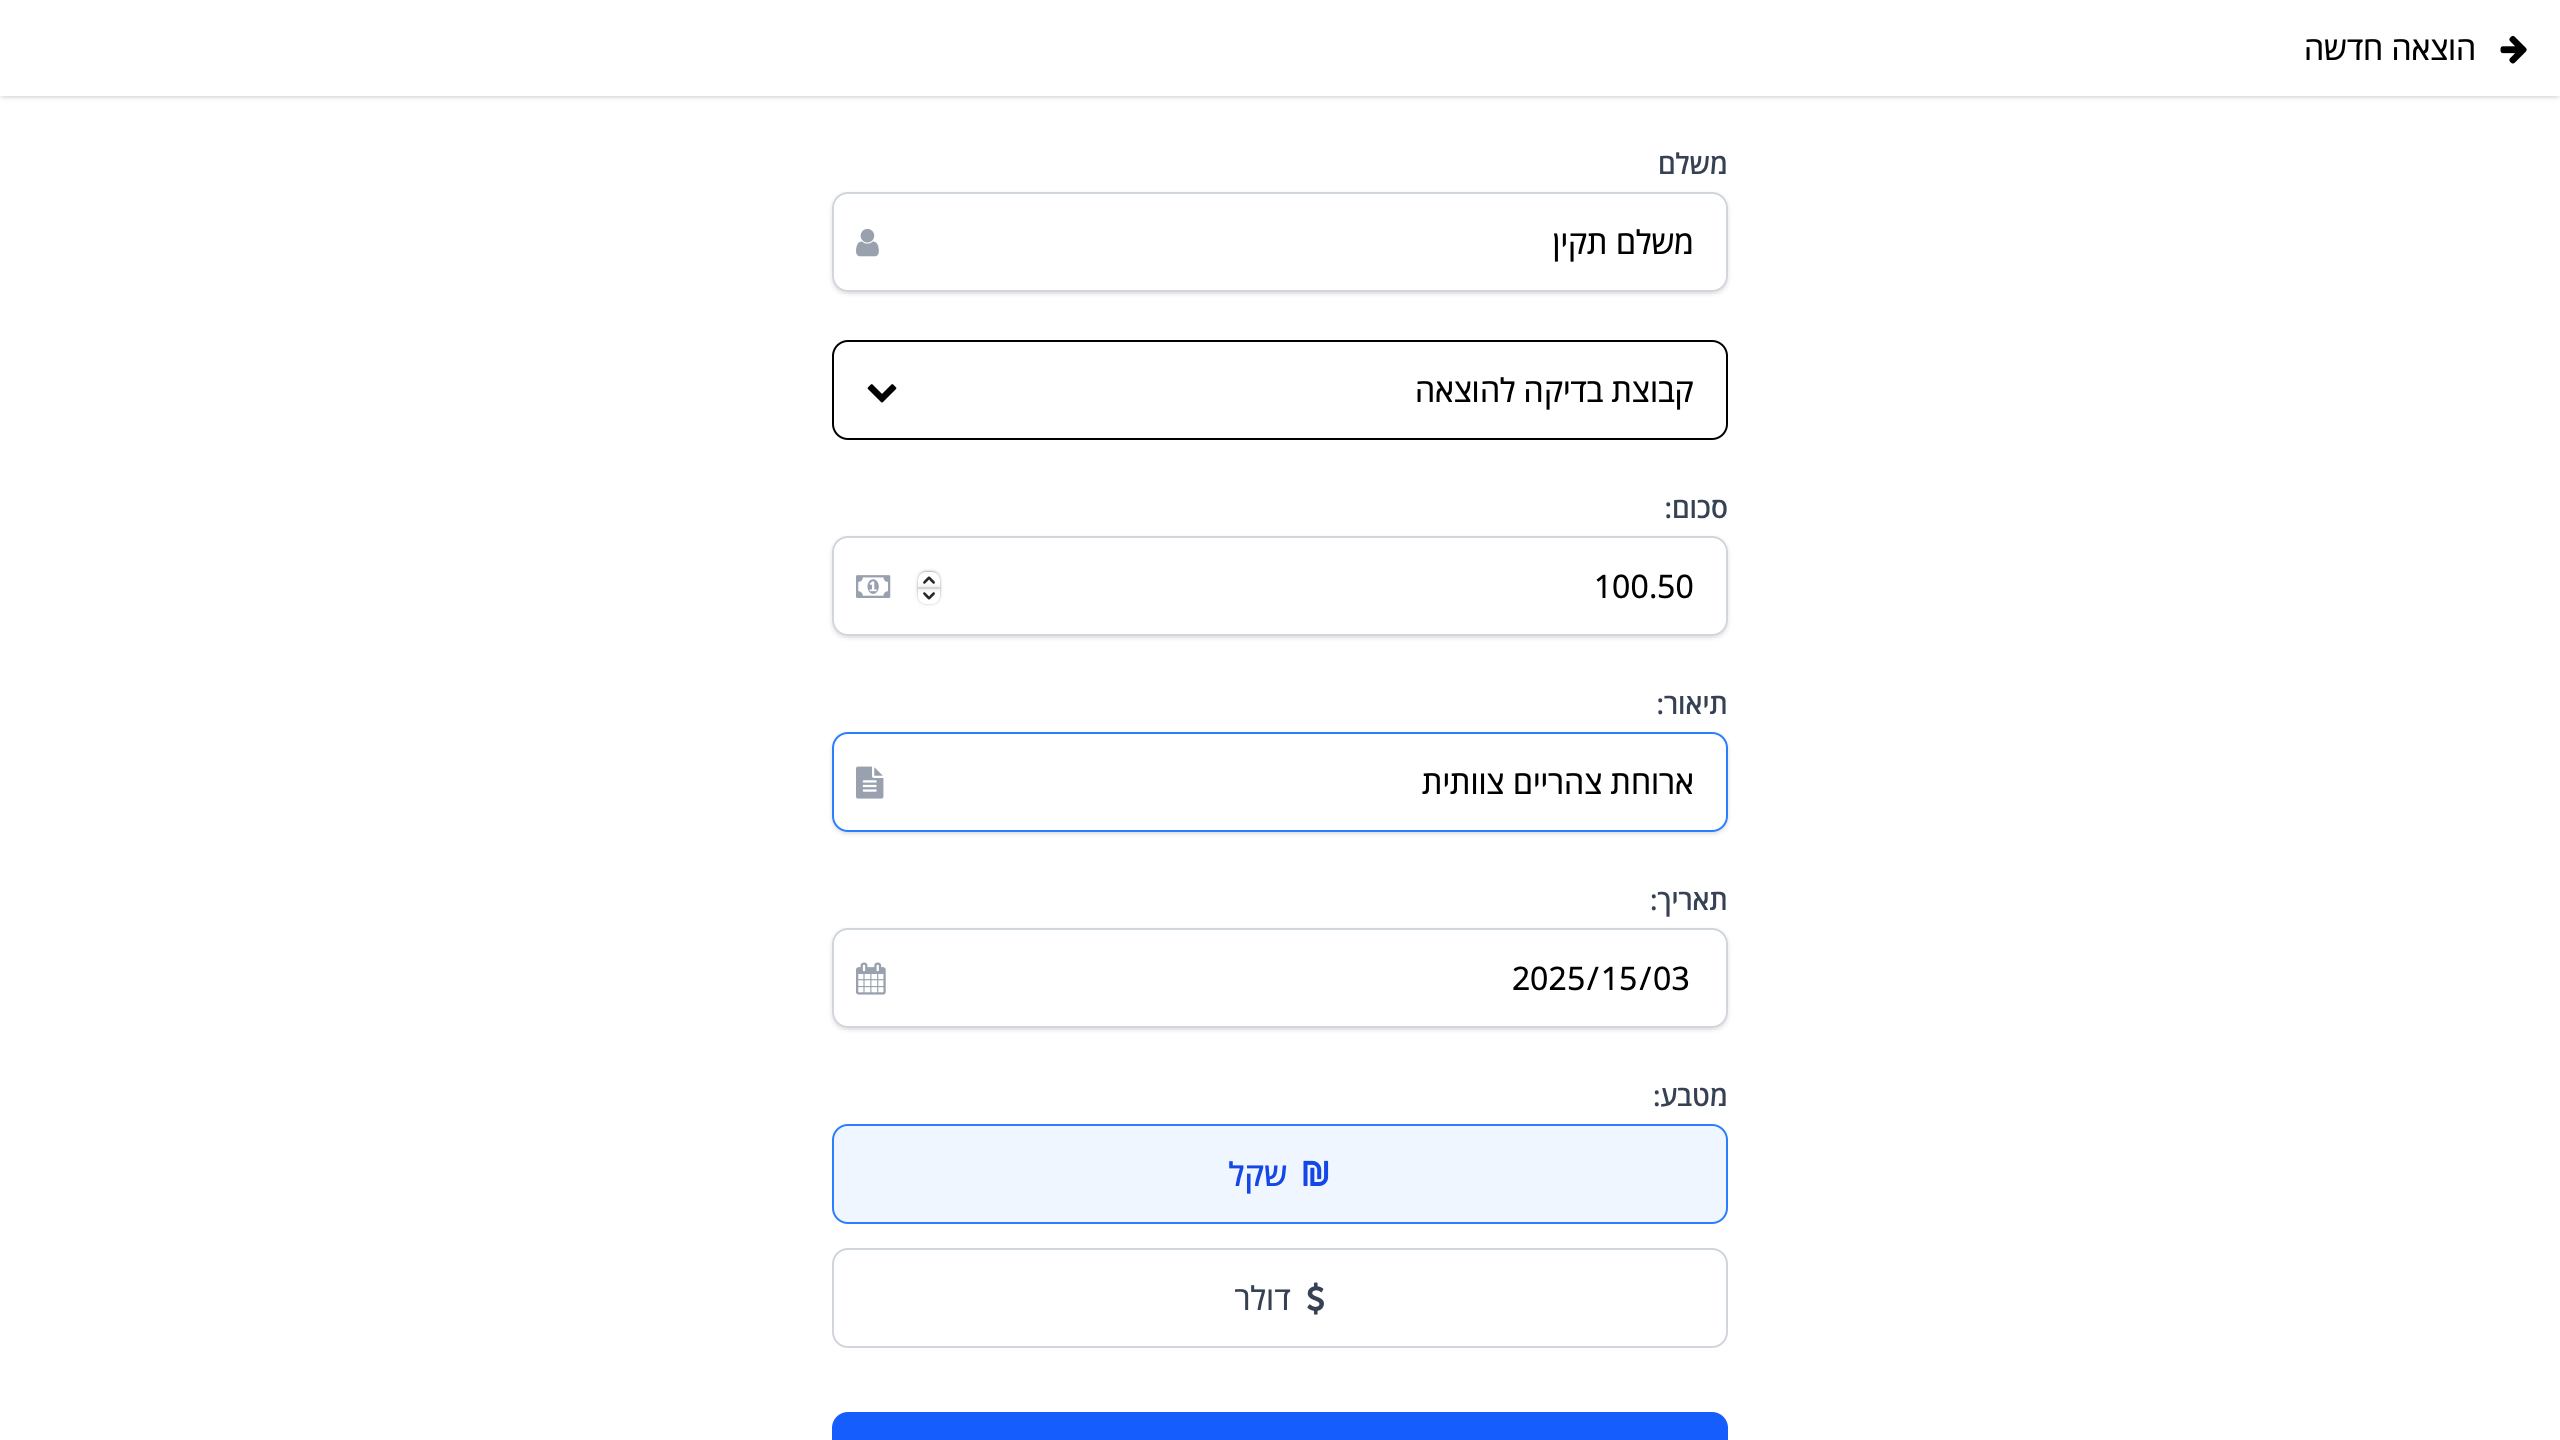 הוצאה חדשה
משלם
משלם תקין
קבוצת בדיקה להוצאה
סכום:
100.50
תיאור:
ארוחת צהריים צוותית
תאריך:
2025/15/03
מטבע:
₪ שקל
$ דולר